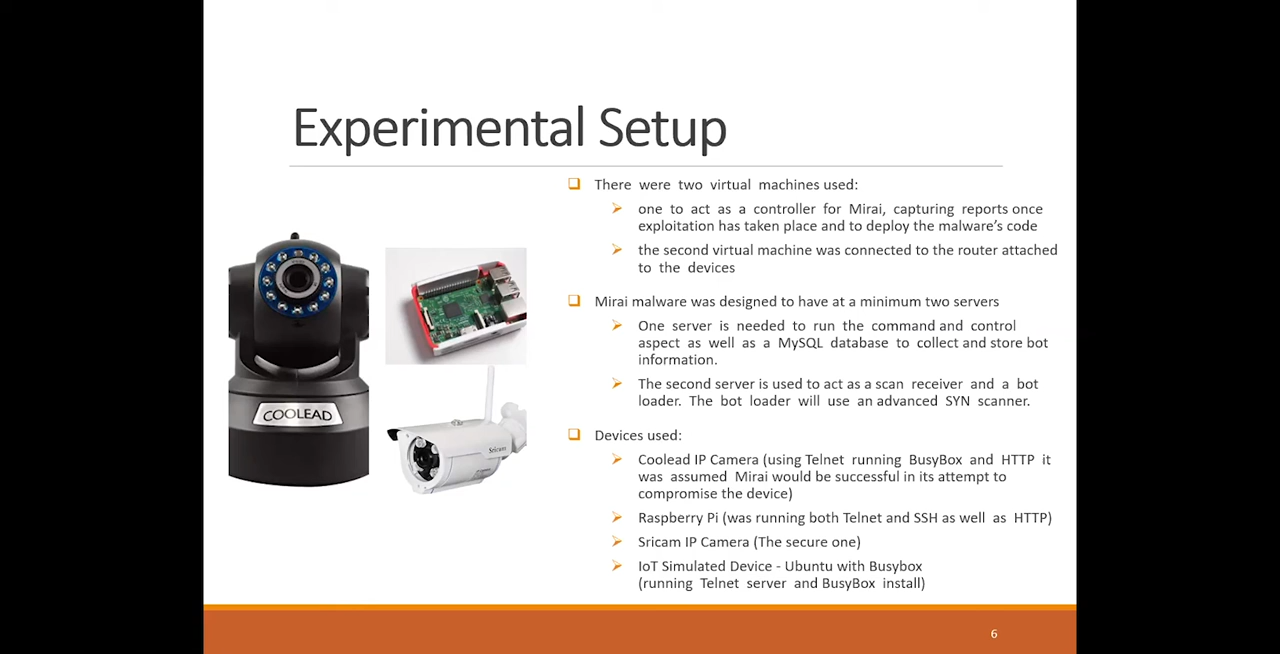 Experimental Setup
There were two virtual machines used:
one to act as a controller for Mirai, capturing reports once
exploitation has taken place and to deploy the malware's code
the second virtual machine was connected to the router attached
to the devices
Mirai malware was designed to have at a minimum two servers
One server is needed to run the command and control
aspect as well as a MySQL database to collect and store bot
information.
The second server is used to act as a scan receiver and a bot
loader. The bot loader will use an advanced SYN scanner.
Devices used:
Coolead IP Camera (using Telnet running BusyBox and HTTP it
was assumed Mirai would be successful in its attempt to
compromise the device)
Raspberry Pi (was running both Telnet and SSH as well as HTTP)
Sricam IP Camera (The secure one)
IoT Simulated Device - Ubuntu with Busybox
(running Telnet server and BusyBox install)
COOLEAD
Sricam
6